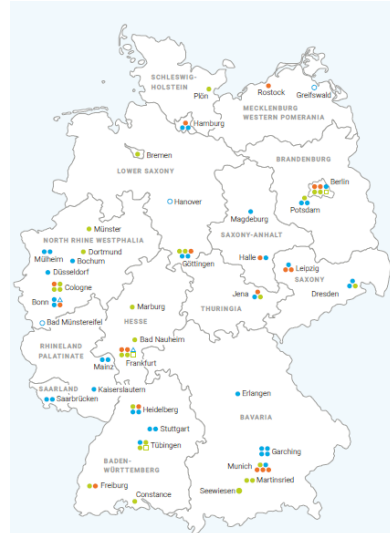 SCHLESWIG-
HOLSTEIN
Plön
Rostock
Greifswald
MECKLENBURG
WESTERN POMERANIA
Hamburg
Bremen
LOWER SAXONY
BRANDENBURG
Berlin
Potsdam
Hanover
Magdeburg
SAXONY-ANHALT
Münster
NORTH RHINE WESTPHALIA
Dortmund
Mülheim
Bochum
Düsseldorf
Göttingen
Halle
Leipzig
SAXONY
Dresden
Cologne
Bonn
Jena
THURINGIA
Marburg
HESSE
Bad Münstereifel
Bad Nauheim
RHINELAND
PALATINATE
Frankfurt
Mainz
SAARLAND
Kaiserslautern
Saarbrücken
Heidelberg
Erlangen
BAVARIA
Stuttgart
Tübingen
BADEN-
WÜRTTEMBERG
Garching
Munich
Martinsried
Seewiesen
Freiburg
Constance